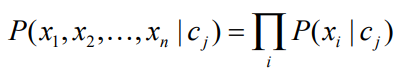 P(x₁, x₂, …, xₙ | cⱼ) = ∏ᵢ P(xᵢ | cⱼ)